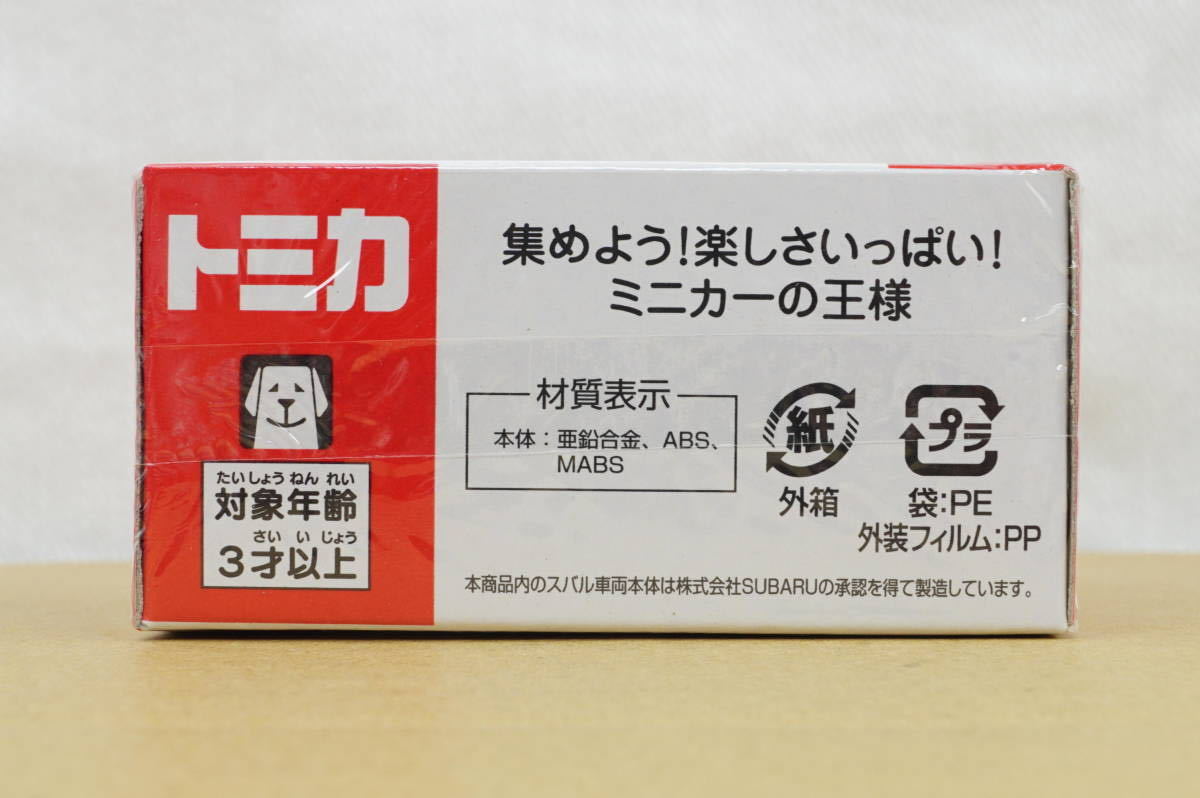 トミカ
たいしょうねんれい
対象年齢
さいいじょう
3才以上
集めよう!楽しさいっぱい!
ミニカーの王様
材質表示
本体:亜鉛合金、ABS、
MABS
紙
外箱
プラ
袋:PE
外装フィルム:PP
本商品内のスバル車両本体は株式会社SUBARUの承認を得て製造しています。